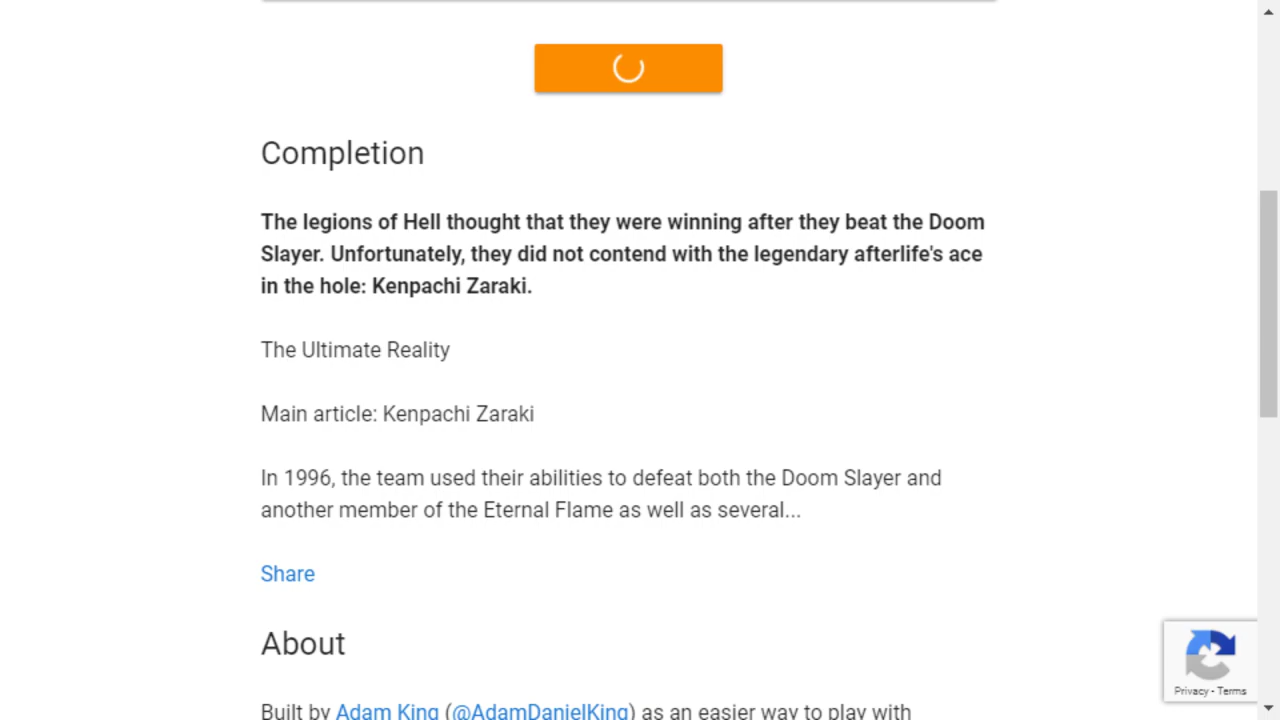 Completion
The legions of Hell thought that they were winning after they beat the Doom
Slayer. Unfortunately, they did not contend with the legendary afterlife's ace
in the hole: Kenpachi Zaraki.
The Ultimate Reality
Main article: Kenpachi Zaraki
In 1996, the team used their abilities to defeat both the Doom Slayer and
another member of the Eternal Flame as well as several...
Share
About
Built by Adam King (@AdamDanielKing) as an easier way to play with
Privacy - Terms